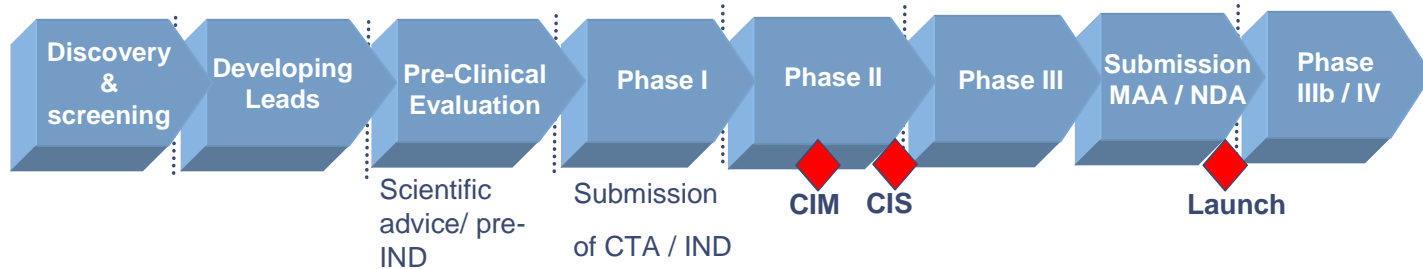 Discovery
&
screening
Developing
Leads
Pre-Clinical
Evaluation
Phase I
Phase II
Phase III
Submission
MAA / NDA
Phase
IIIb / IV
Scientific
advice/ pre-
IND
Submission
of CTA / IND
CIM
CIS
Launch